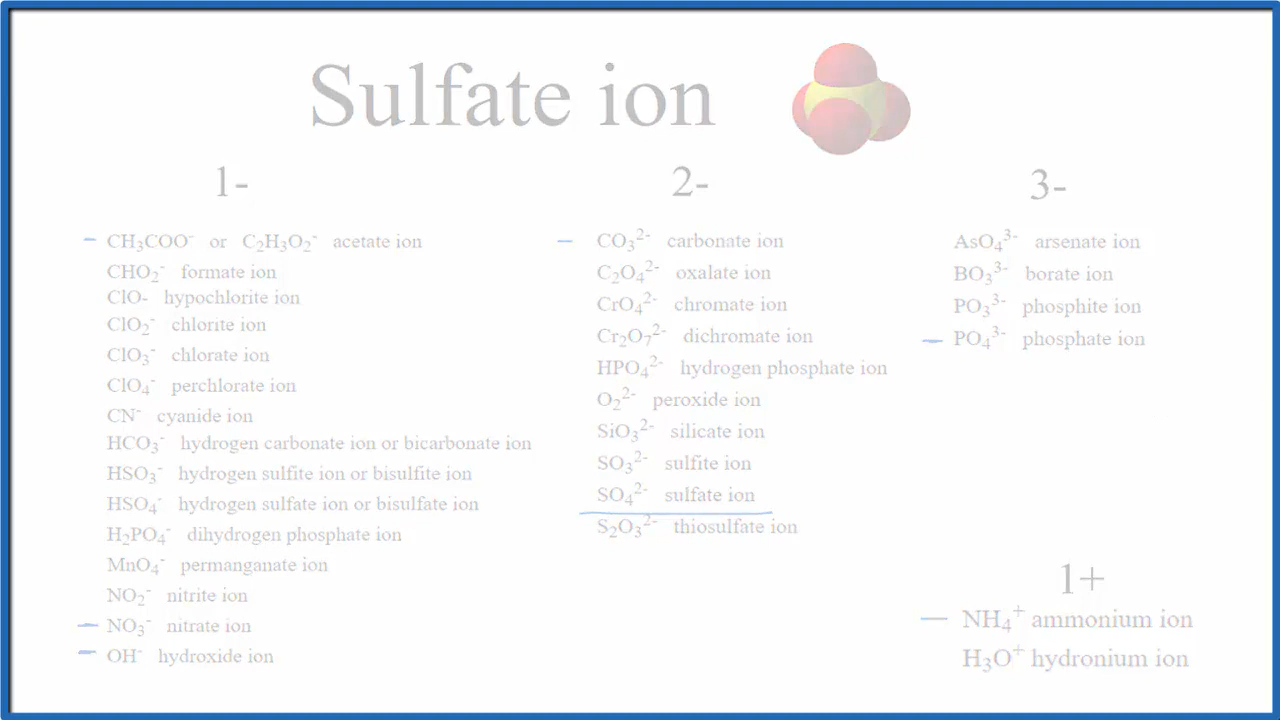 Sulfate ion
1-
CH₃COO⁻ or C₂H₃O₂⁻ acetate ion
CHO₂⁻ formate ion
ClO- hypochlorite ion
ClO₂⁻ chlorite ion
ClO₃⁻ chlorate ion
ClO₄⁻ perchlorate ion
CN⁻ cyanide ion
HCO₃⁻ hydrogen carbonate ion or bicarbonate ion
HSO₃⁻ hydrogen sulfite ion or bisulfite ion
HSO₄⁻ hydrogen sulfate ion or bisulfate ion
H₂PO₄⁻ dihydrogen phosphate ion
MnO₄⁻ permanganate ion
NO₂⁻ nitrite ion
NO₃⁻ nitrate ion
OH⁻ hydroxide ion
2-
CO₃²⁻ carbonate ion
C₂O₄²⁻ oxalate ion
CrO₄²⁻ chromate ion
Cr₂O₇²⁻ dichromate ion
HPO₄²⁻ hydrogen phosphate ion
O₂²⁻ peroxide ion
SiO₃²⁻ silicate ion
SO₃²⁻ sulfite ion
SO₄²⁻ sulfate ion
S₂O₃²⁻ thiosulfate ion
3-
AsO₄³⁻ arsenate ion
BO₃³⁻ borate ion
PO₃³⁻ phosphite ion
PO₄³⁻ phosphate ion
1+
NH₄⁺ ammonium ion
H₃O⁺ hydronium ion